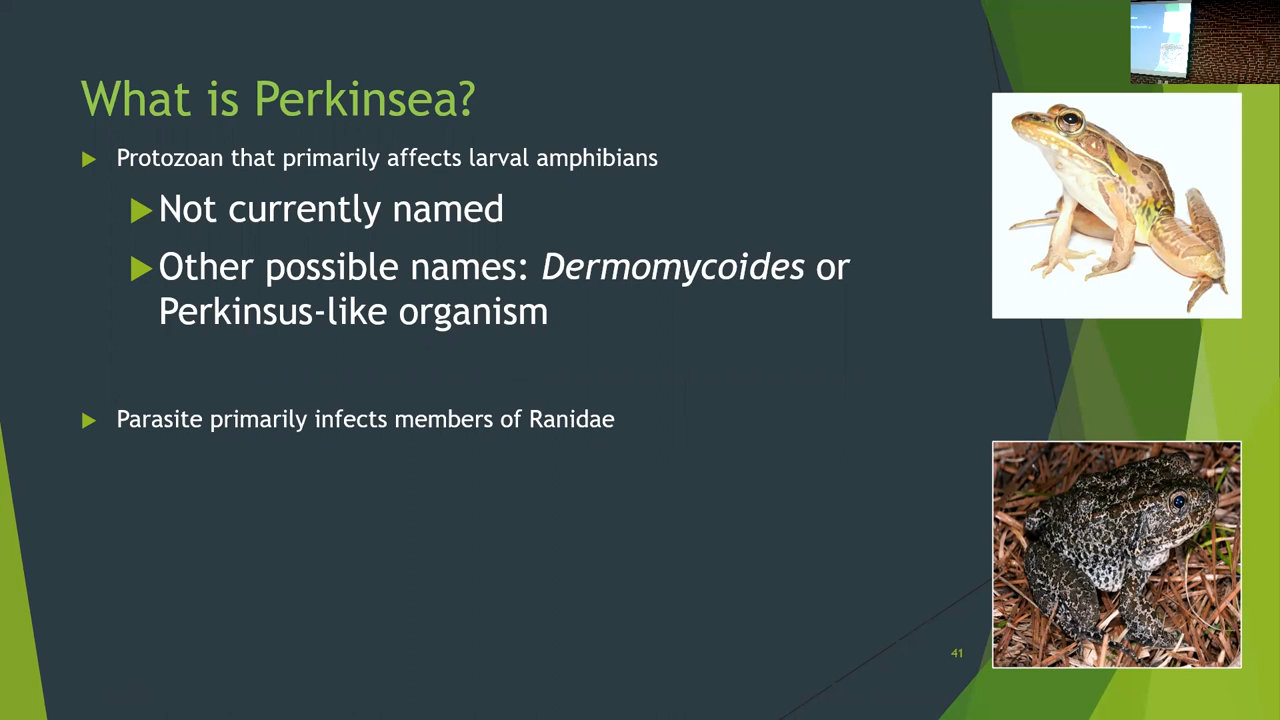 What is Perkinsea?
Protozoan that primarily affects larval amphibians
Not currently named
Other possible names: Dermomycoides or
Perkinsus-like organism
Parasite primarily infects members of Ranidae
41